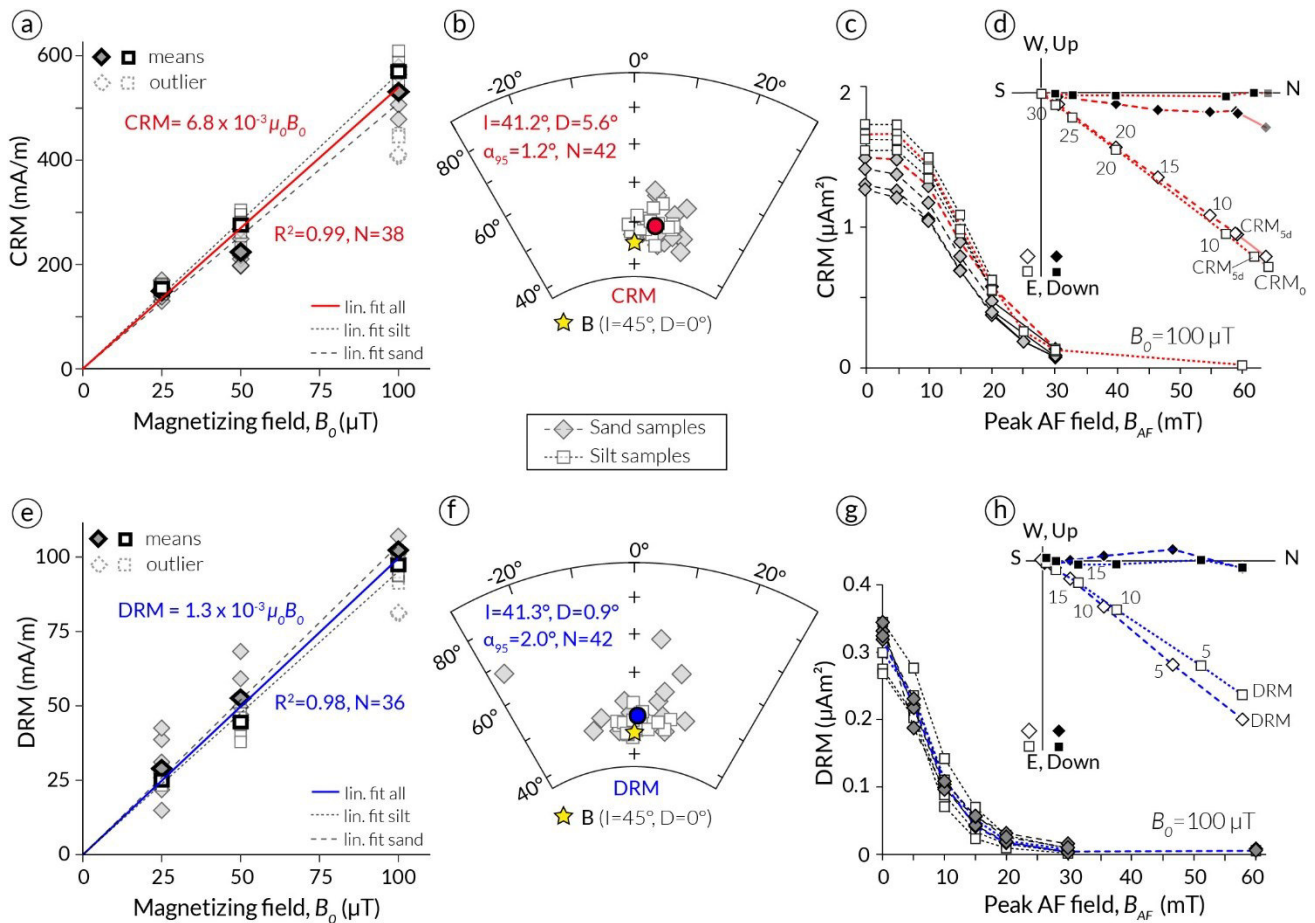 a
CRM (mA/m)
600
400
200
0
means
outlier
CRM= 6.8 x 10⁻³μ₀B₀
R²=0.99, N=38
lin. fit all
lin. fit silt
lin. fit sand
0 25 50 75 100
Magnetizing field, B₀ (μT)
b
0°
-20° 20°
I=41.2°, D=5.6°
α₉₅=1.2°, N=42
80°
60°
40°
CRM
B (I=45°, D=0°)
c
CRM (μAm²)
2
1
0
0 10 20 30 40 50 60
Peak AF field, B_AF (mT)
d
W, Up
S N
30
25
20
20
15
10
10
CRM₅d
CRM₅d
CRM₀
E, Down
B₀=100 μT
Sand samples
Silt samples
e
DRM (mA/m)
100
75
50
25
0
means
outlier
DRM = 1.3 x 10⁻³μ₀B₀
R²=0.98, N=36
lin. fit all
lin. fit silt
lin. fit sand
0 25 50 75 100
Magnetizing field, B₀ (μT)
f
0°
-20° 20°
I=41.3°, D=0.9°
α₉₅=2.0°, N=42
80°
60°
40°
DRM
B (I=45°, D=0°)
g
DRM (μAm²)
0.4
0.3
0.2
0.1
0
0 10 20 30 40 50 60
Peak AF field, B_AF (mT)
h
W, Up
S N
15
15
10
10
5
5
DRM
DRM
E, Down
B₀=100 μT